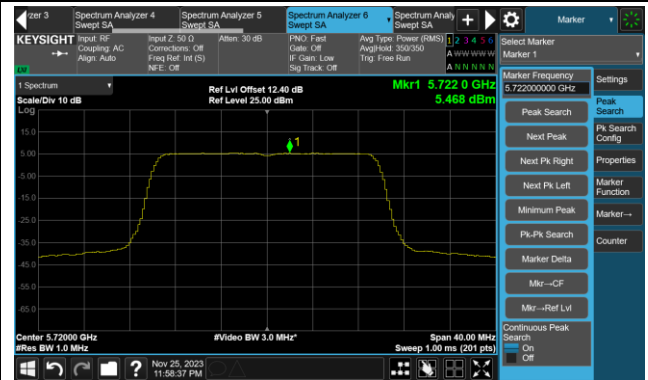 zer 3
Spectrum Analyzer 4
Swept SA
Spectrum Analyzer 5
Swept SA
Spectrum Analyzer 6
Swept SA
Spectrum Analy
Swept SA
Marker
KEYSIGHT
Input: RF
Coupling: AC
Align: Auto
Input Z: 50 Ω
Corrections: Off
Freq Ref: Int (S)
NFE: Off
Atten: 30 dB
PNO: Fast
Gate: Off
IF Gain: Low
Sig Track: Off
Avg Type: Power (RMS)
Avg|Hold: 350/350
Trig: Free Run
1 2 3 4 5 6
A W W W W W
A N N N N N
Select Marker
Marker 1
1 Spectrum
Scale/Div 10 dB
Log
Ref Lvl Offset 12.40 dB
Ref Level 25.00 dBm
Mkr1 5.722 0 GHz
5.468 dBm
15.0
5.00
-5.00
-15.0
-25.0
-35.0
-45.0
-55.0
-65.0
1
Center 5.72000 GHz
#Res BW 1.0 MHz
#Video BW 3.0 MHz*
Span 40.00 MHz
Sweep 1.00 ms (201 pts)
Marker Frequency
5.722000000 GHz
Peak Search
Next Peak
Next Pk Right
Next Pk Left
Minimum Peak
Pk-Pk Search
Marker Delta
Mkr→CF
Mkr→Ref Lvl
Continuous Peak
Search
On
Off
Settings
Peak
Search
Pk Search
Config
Properties
Marker
Function
Marker→
Counter
?
Nov 25, 2023
11:58:37 PM